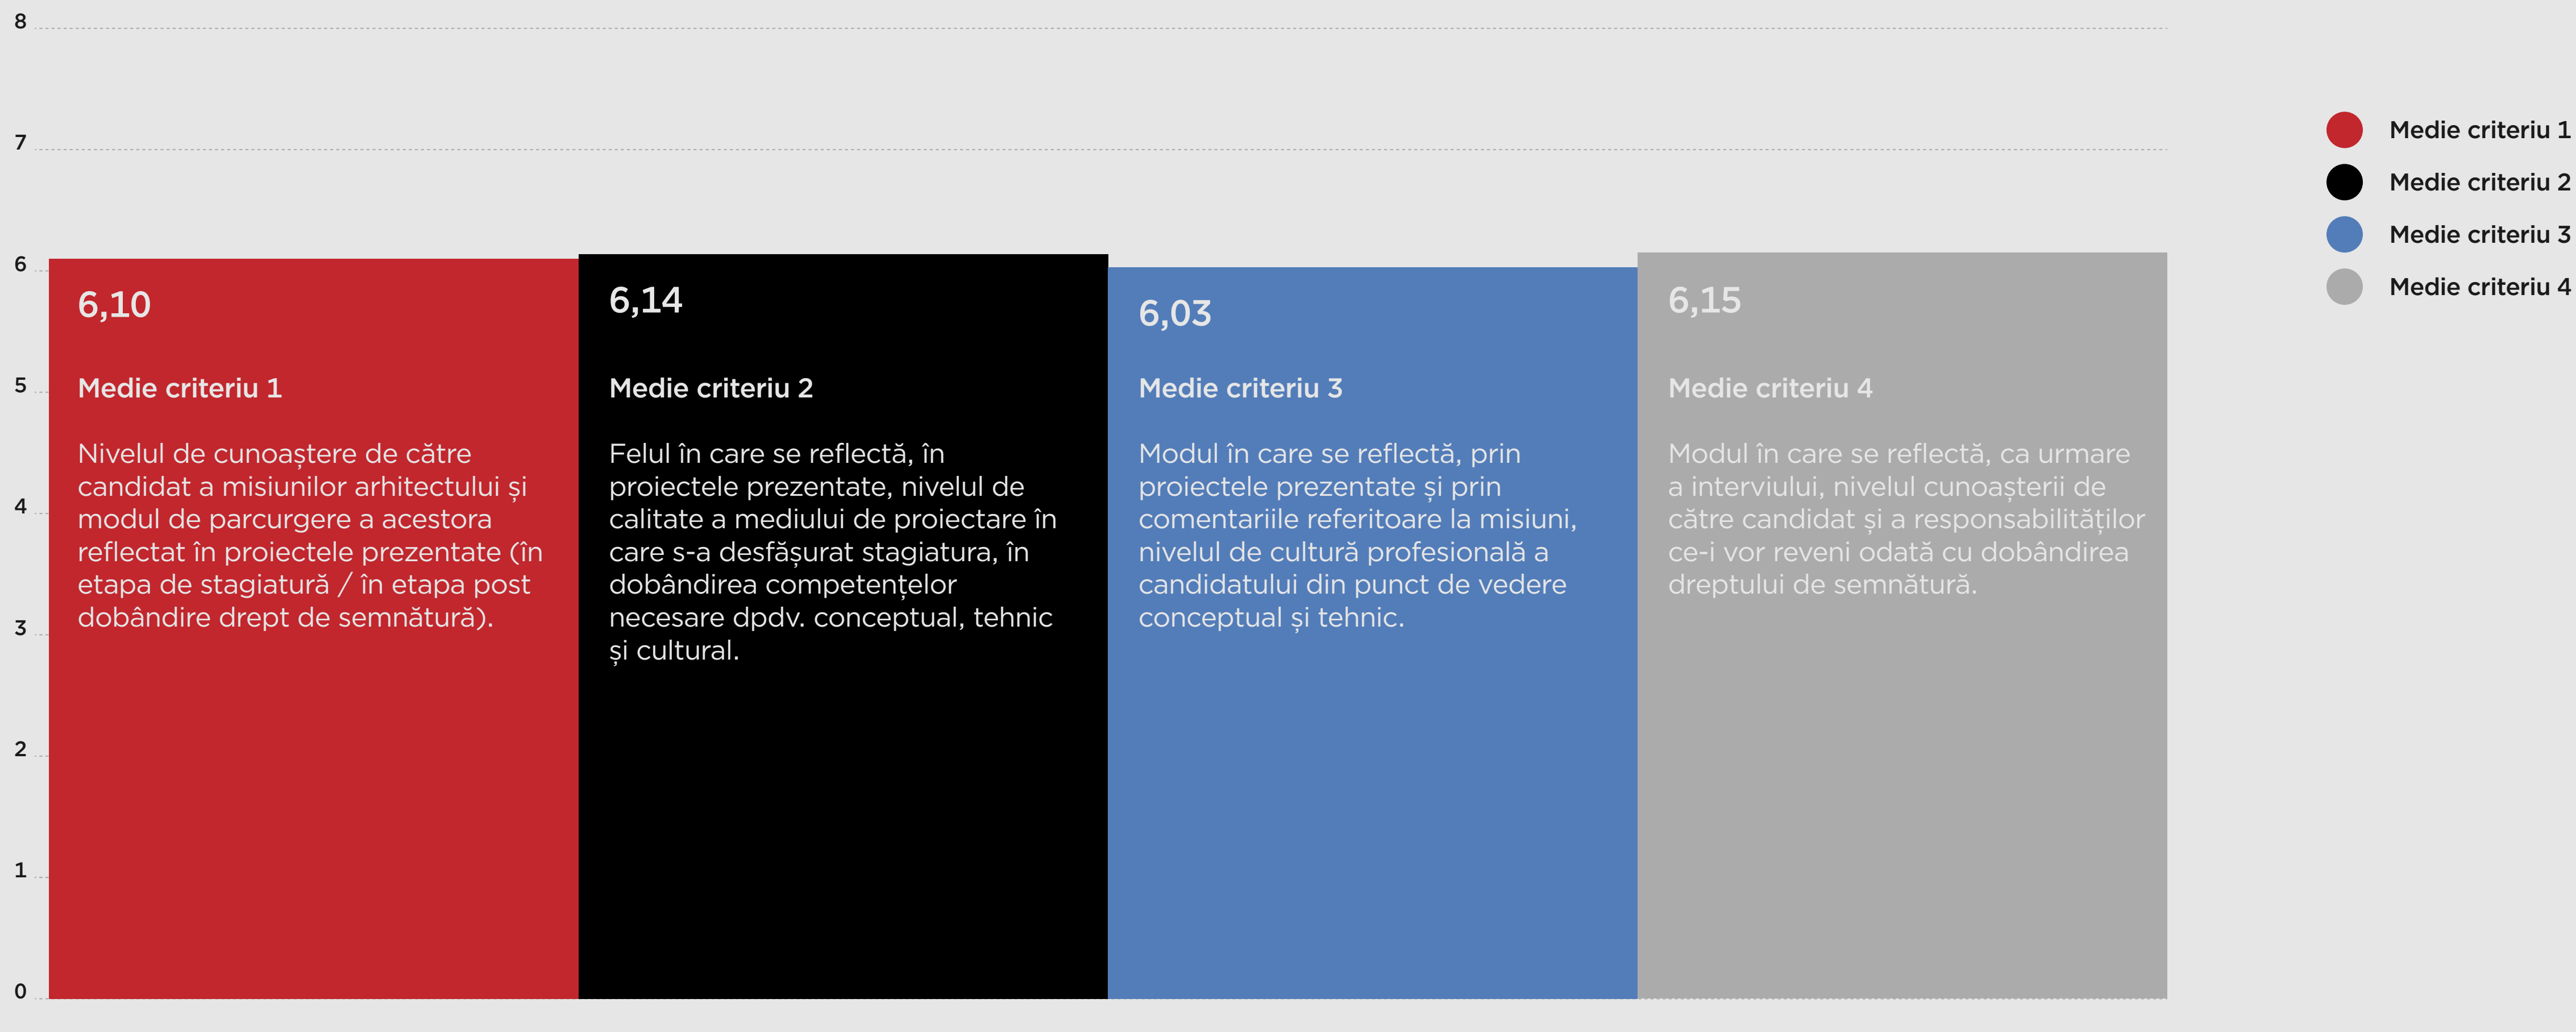 8
7
6
5
4
3
2
1
0
6,10
Medie criteriu 1
Nivelul de cunoaștere de către
candidat a misiunilor arhitectului și
modul de parcurgere a acestora
reflectat în proiectele prezentate (în
etapa de stagiatură / în etapa post
dobândire drept de semnătură).
6,14
Medie criteriu 2
Felul în care se reflectă, în
proiectele prezentate, nivelul de
calitate a mediului de proiectare în
care s-a desfășurat stagiatura, în
dobândirea competențelor
necesare dpdv. conceptual, tehnic
și cultural.
6,03
Medie criteriu 3
Modul în care se reflectă, prin
proiectele prezentate și prin
comentariile referitoare la misiuni,
nivelul de cultură profesională a
candidatului din punct de vedere
conceptual și tehnic.
6,15
Medie criteriu 4
Modul în care se reflectă, ca urmare
a interviului, nivelul cunoașterii de
către candidat și a responsabilităților
ce-i vor reveni odată cu dobândirea
dreptului de semnătură.
Medie criteriu 1
Medie criteriu 2
Medie criteriu 3
Medie criteriu 4